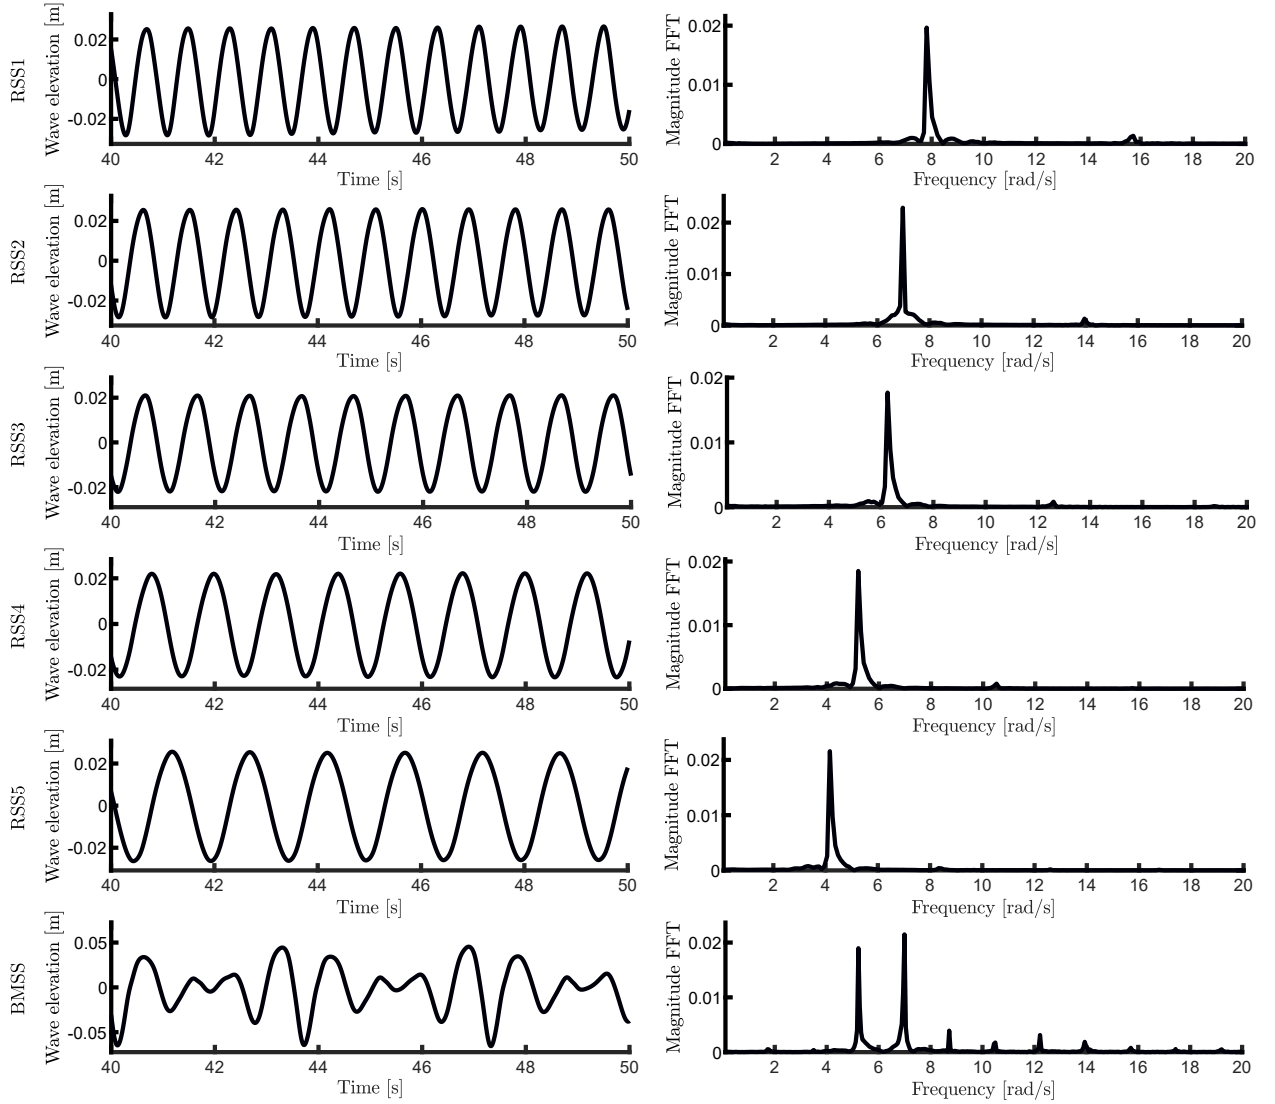 RSS1
Wave elevation [m]
0.02
0
-0.02
40 42 44 46 48 50
Time [s]
Magnitude FFT
0.02
0.01
0
2 4 6 8 10 12 14 16 18 20
Frequency [rad/s]
RSS2
Wave elevation [m]
0.02
0
-0.02
40 42 44 46 48 50
Time [s]
Magnitude FFT
0.02
0.01
0
2 4 6 8 10 12 14 16 18 20
Frequency [rad/s]
RSS3
Wave elevation [m]
0.02
0
-0.02
40 42 44 46 48 50
Time [s]
Magnitude FFT
0.02
0.01
0
2 4 6 8 10 12 14 16 18 20
Frequency [rad/s]
RSS4
Wave elevation [m]
0.02
0
-0.02
40 42 44 46 48 50
Time [s]
Magnitude FFT
0.02
0.01
0
2 4 6 8 10 12 14 16 18 20
Frequency [rad/s]
RSS5
Wave elevation [m]
0.02
0
-0.02
40 42 44 46 48 50
Time [s]
Magnitude FFT
0.02
0.01
0
2 4 6 8 10 12 14 16 18 20
Frequency [rad/s]
BMSS
Wave elevation [m]
0.05
0
-0.05
40 42 44 46 48 50
Time [s]
Magnitude FFT
0.02
0.01
0
2 4 6 8 10 12 14 16 18 20
Frequency [rad/s]